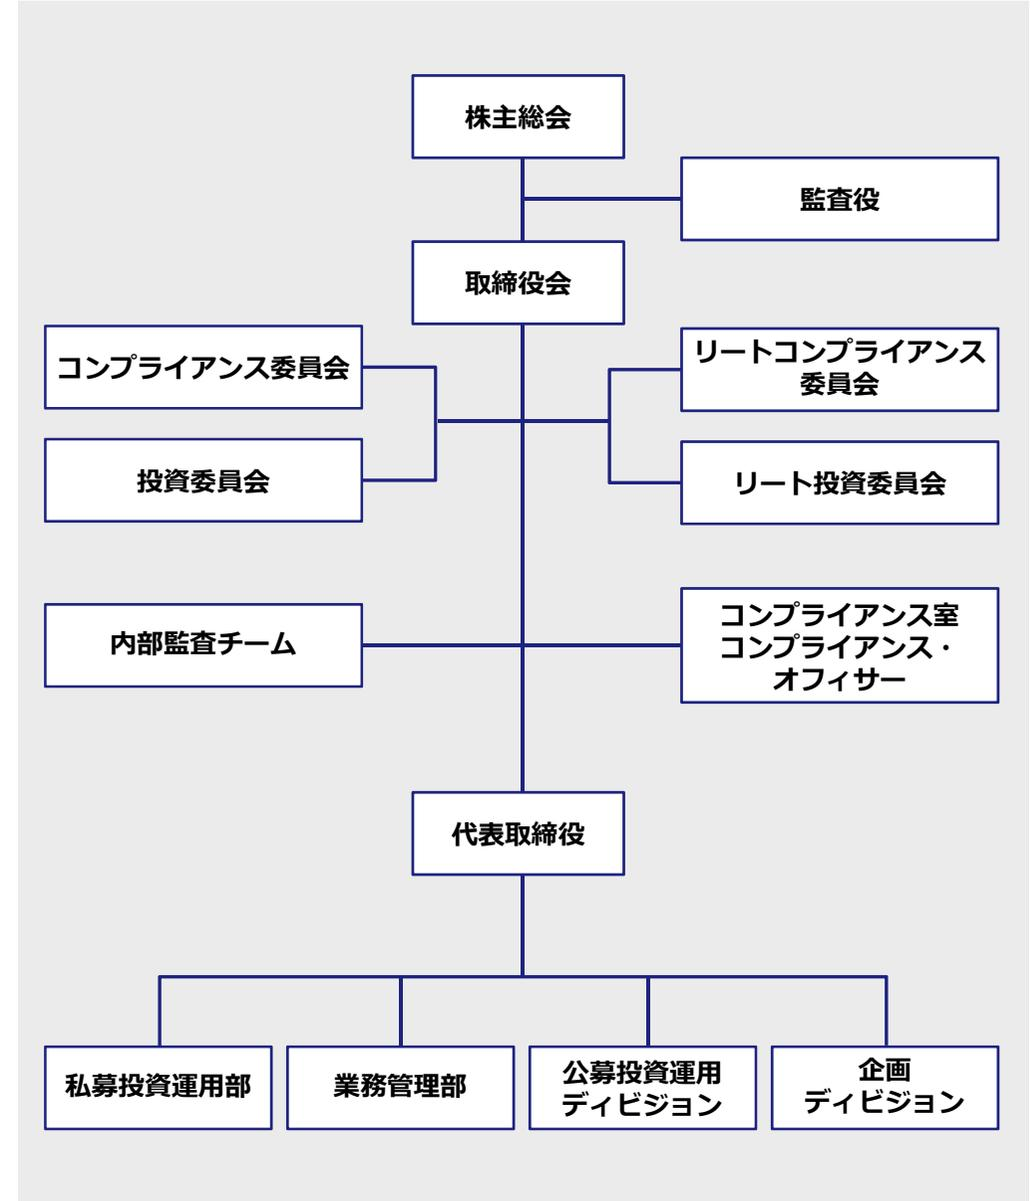 株主総会
監査役
取締役会
コンプライアンス委員会
リートコンプライアンス
委員会
投資委員会
リート投資委員会
内部監査チーム
コンプライアンス室
コンプライアンス・
オフィサー
代表取締役
私募投資運用部
業務管理部
公募投資運用
ディビジョン
企画
ディビジョン